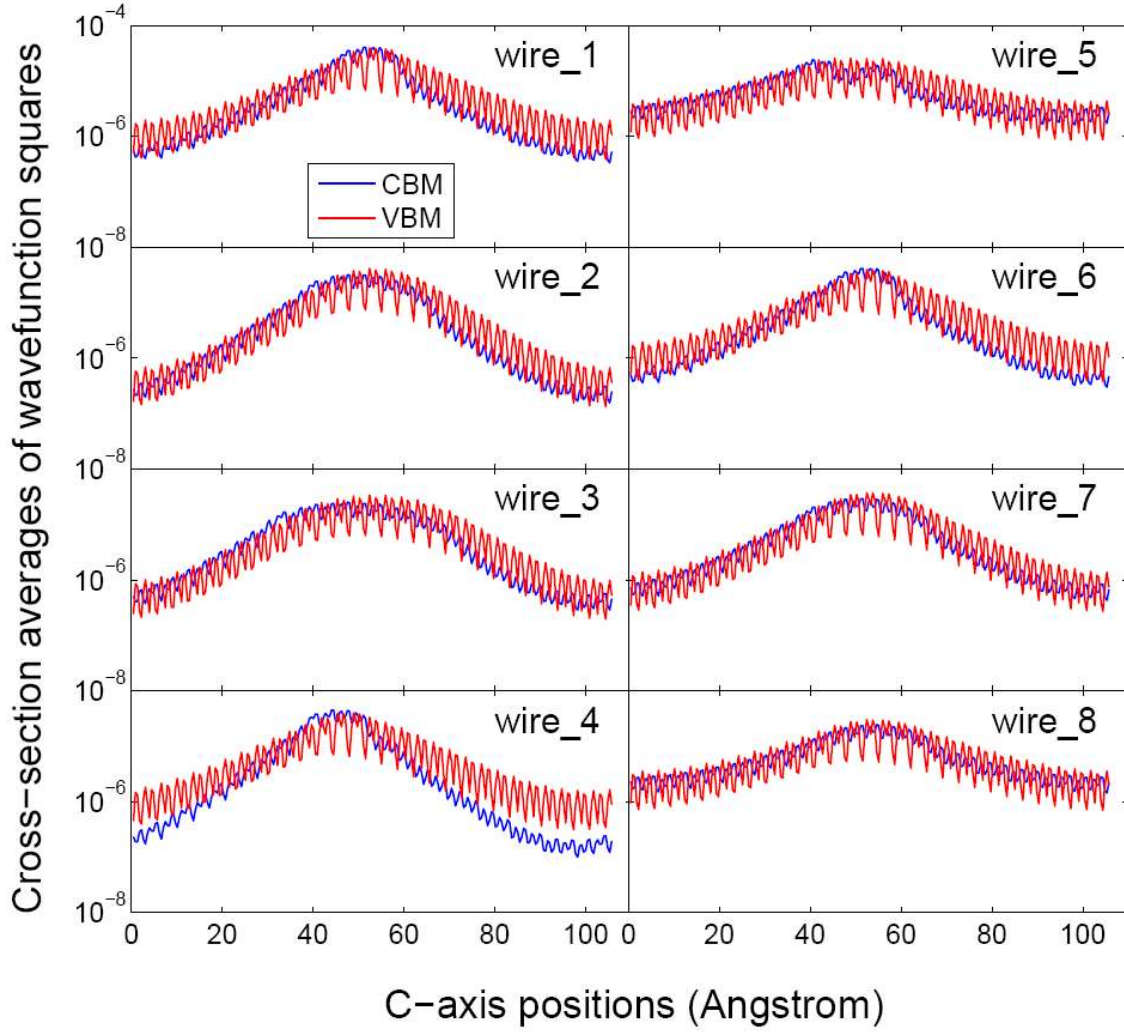 Cross-section averages of wavefunction squares
10⁻⁴
wire_1
wire_5
10⁻⁶
CBM
VBM
10⁻⁸
wire_2
wire_6
10⁻⁶
10⁻⁸
wire_3
wire_7
10⁻⁶
10⁻⁸
wire_4
wire_8
10⁻⁶
10⁻⁸
0 20 40 60 80 100 0 20 40 60 80 100
C-axis positions (Angstrom)